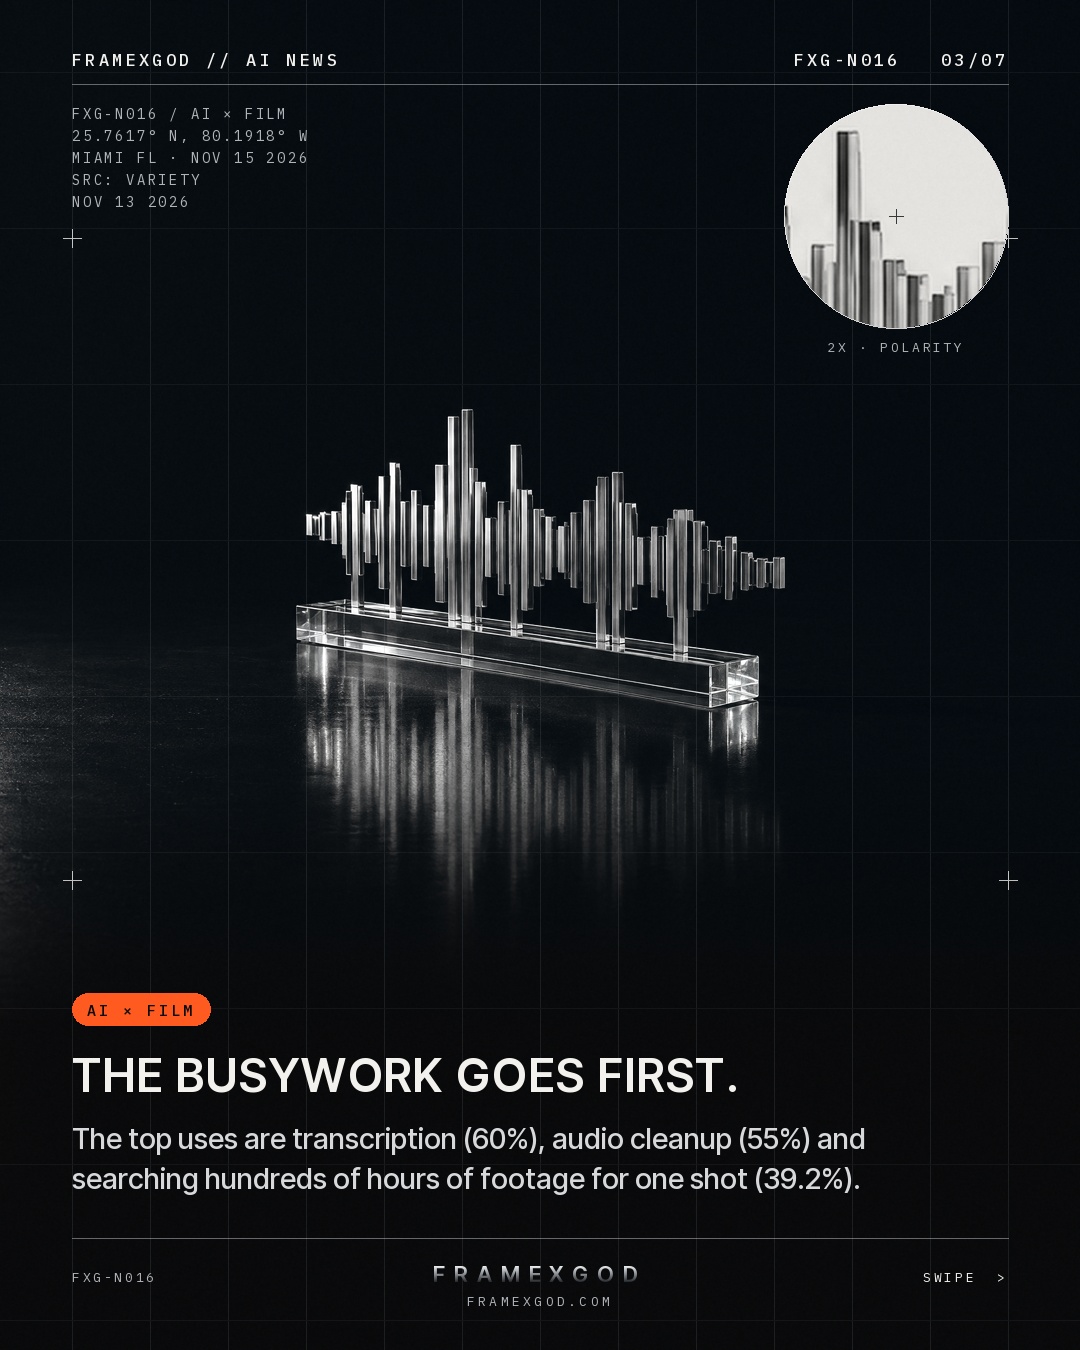 FRAMEXGOD // AI NEWS
FXG-N016 03/07
FXG-N016 / AI × FILM
25.7617° N, 80.1918° W
MIAMI FL · NOV 15 2026
SRC: VARIETY
NOV 13 2026
2X · POLARITY
AI × FILM
THE BUSYWORK GOES FIRST.
The top uses are transcription (60%), audio cleanup (55%) and
searching hundreds of hours of footage for one shot (39.2%).
FXG-N016
FRAMEXGOD
FRAMEXGOD.COM
SWIPE >